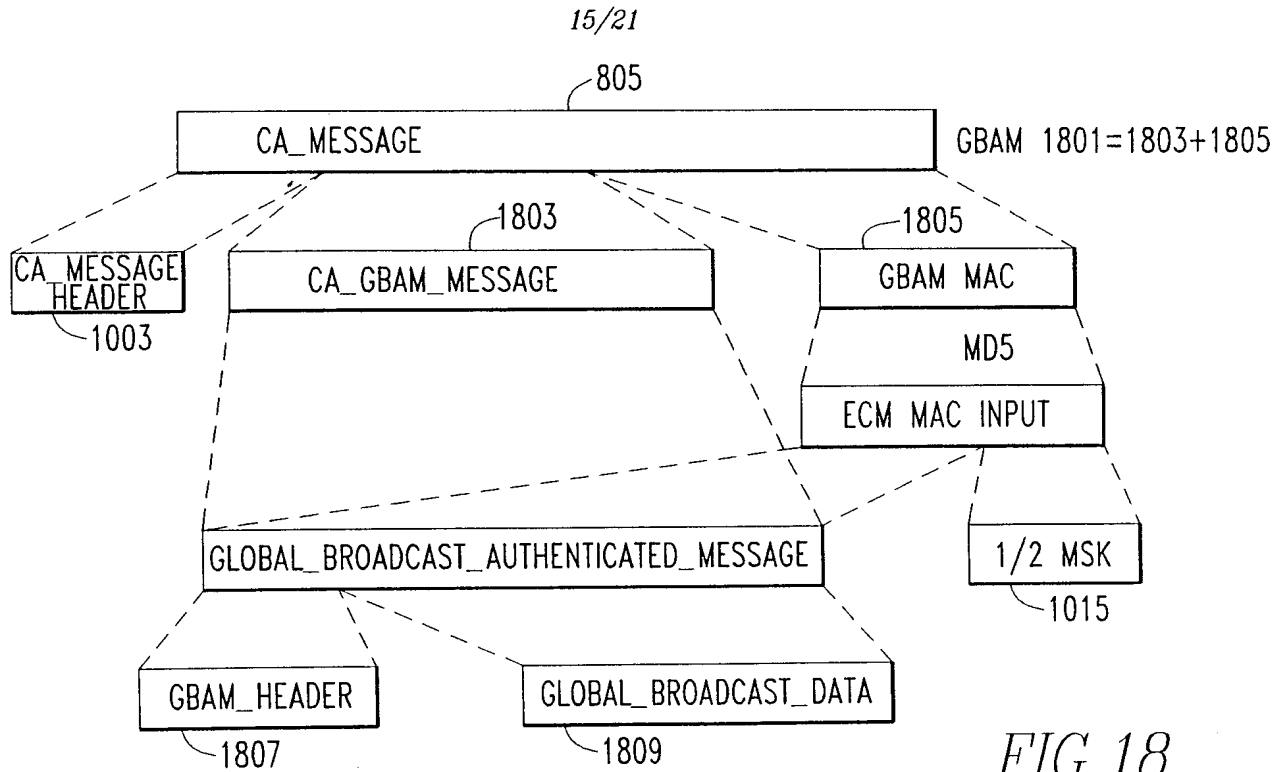 15/21
805
CA_MESSAGE
GBAM 1801=1803+1805
1803
1805
CA_MESSAGE
HEADER
CA_GBAM_MESSAGE
GBAM MAC
1003
MD5
ECM MAC INPUT
GLOBAL_BROADCAST_AUTHENTICATED_MESSAGE
1/2 MSK
1015
GBAM_HEADER
GLOBAL_BROADCAST_DATA
1807
1809
FIG.18